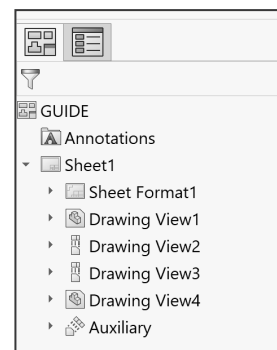 GUIDE
Annotations
Sheet1
Sheet Format1
Drawing View1
Drawing View2
Drawing View3
Drawing View4
Auxiliary